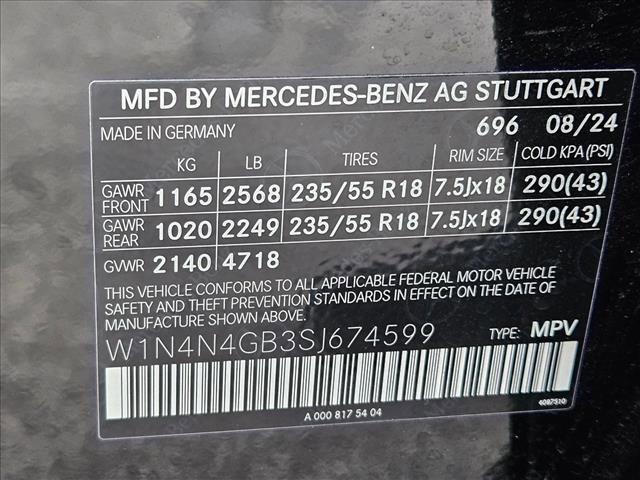 MFD BY MERCEDES-BENZ AG STUTTGART
MADE IN GERMANY 696 08/24
KG LB TIRES RIM SIZE COLD KPA(PSI)
GAWR FRONT 1165 2568 235/55 R18 7.5Jx18 290(43)
GAWR REAR 1020 2249 235/55 R18 7.5Jx18 290(43)
GVWR 2140 4718
THIS VEHICLE CONFORMS TO ALL APPLICABLE FEDERAL MOTOR VEHICLE
SAFETY AND THEFT PREVENTION STANDARDS IN EFFECT ON THE DATE
OF MANUFACTURE SHOWN ABOVE.
W1N4N4GB3SJ674599 TYPE: MPV
A 000 817 54 04 4097510